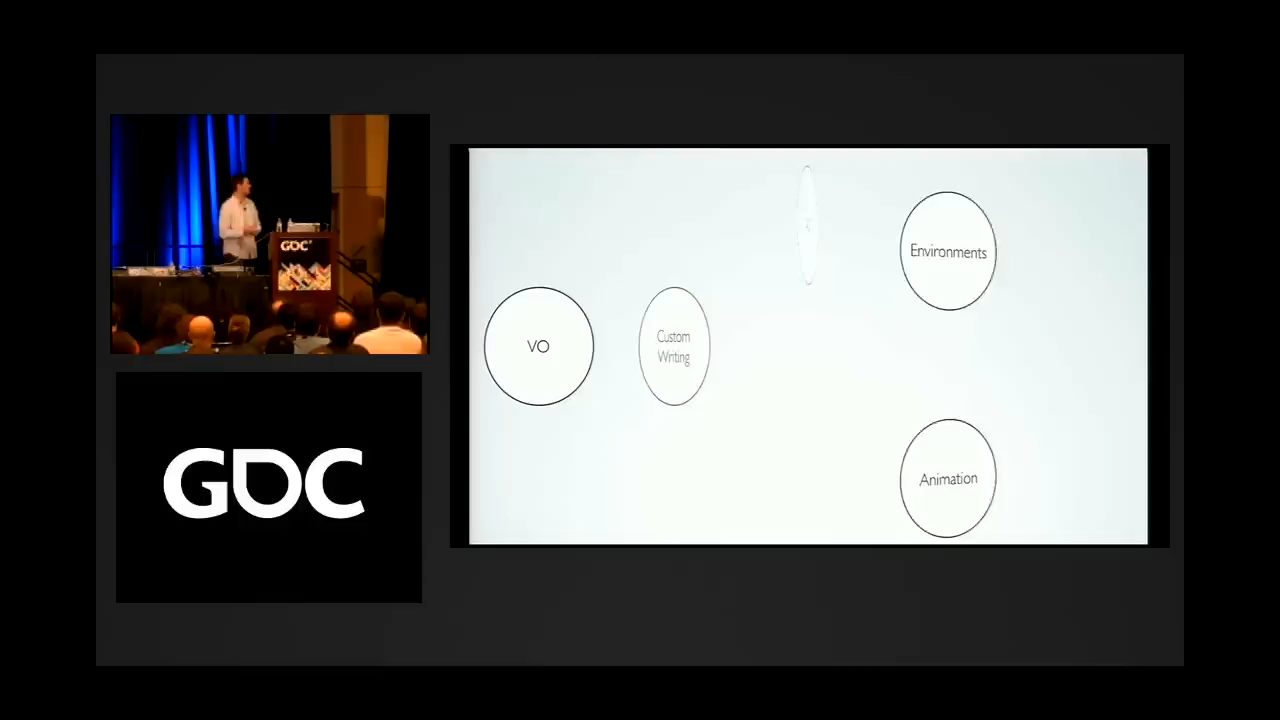 GDC
GDC
VO
Custom
Writing
Environments
Animation